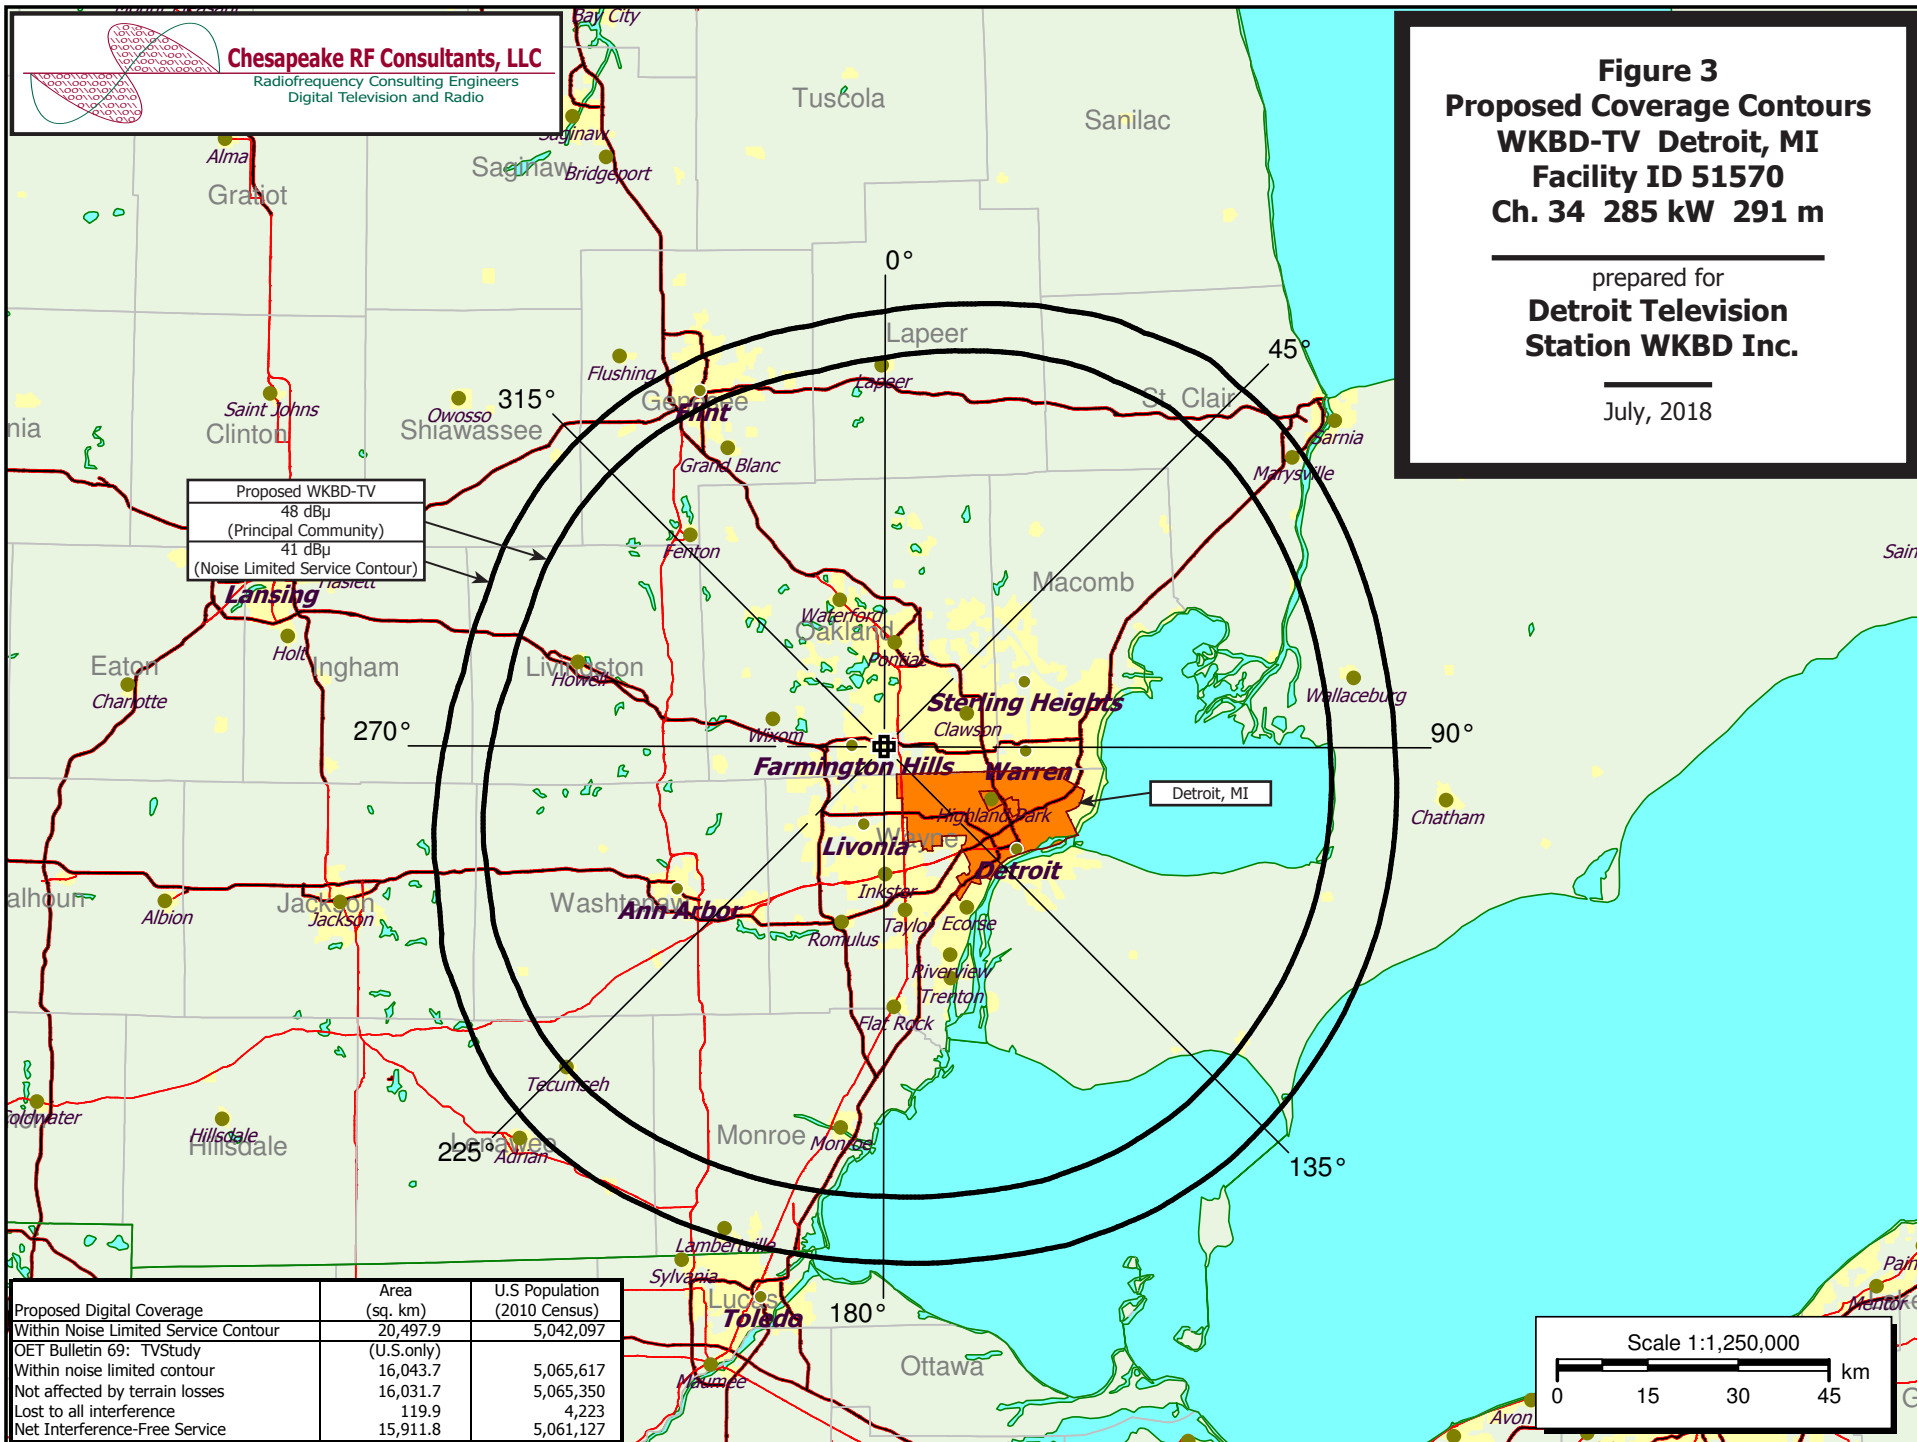 Chesapeake RF Consultants, LLC
Radiofrequency Consulting Engineers
Digital Television and Radio
Figure 3
Proposed Coverage Contours
WKBD-TV Detroit, MI
Facility ID 51570
Ch. 34 285 kW 291 m
prepared for
Detroit Television
Station WKBD Inc.
July, 2018
Bay City
Tuscola
Sanilac
Saginaw
Alma
Saginaw
Bridgeport
Gratiot
0°
Lapeer
45°
Flushing
Lapeer
St. Clair
315°
Genesee
Flint
Saint Johns
Owosso
Clinton
Shiawassee
Sarnia
Grand Blanc
Marysville
Proposed WKBD-TV
48 dBµ
(Principal Community)
41 dBµ
(Noise Limited Service Contour)
Fenton
Macomb
Haslett
Lansing
Waterford
Oakland
Holt
Pontiac
Eaton
Ingham
Livingston
Howell
Charlotte
Wallaceburg
Sterling Heights
Clawson
270°
Wixom
90°
Farmington Hills
Warren
Detroit, MI
Highland Park
Chatham
Wayne
Livonia
Detroit
Inkster
Washtenaw
Ann Arbor
Jackson
Jackson
Albion
Taylor
Ecorse
Romulus
Riverview
Trenton
Flat Rock
Tecumseh
Coldwater
Hillsdale
Hillsdale
Monroe
Monroe
Lenawee
225°
Adrian
135°
Lambertville
Sylvania
Lucas
Toledo
180°
Ottawa
Maumee
Mentor
Avon
Proposed Digital Coverage Area (sq. km) U.S Population (2010 Census)
Within Noise Limited Service Contour 20,497.9 5,042,097
OET Bulletin 69: TVStudy (U.S.only)
Within noise limited contour 16,043.7 5,065,617
Not affected by terrain losses 16,031.7 5,065,350
Lost to all interference 119.9 4,223
Net Interference-Free Service 15,911.8 5,061,127
Scale 1:1,250,000
km
0 15 30 45